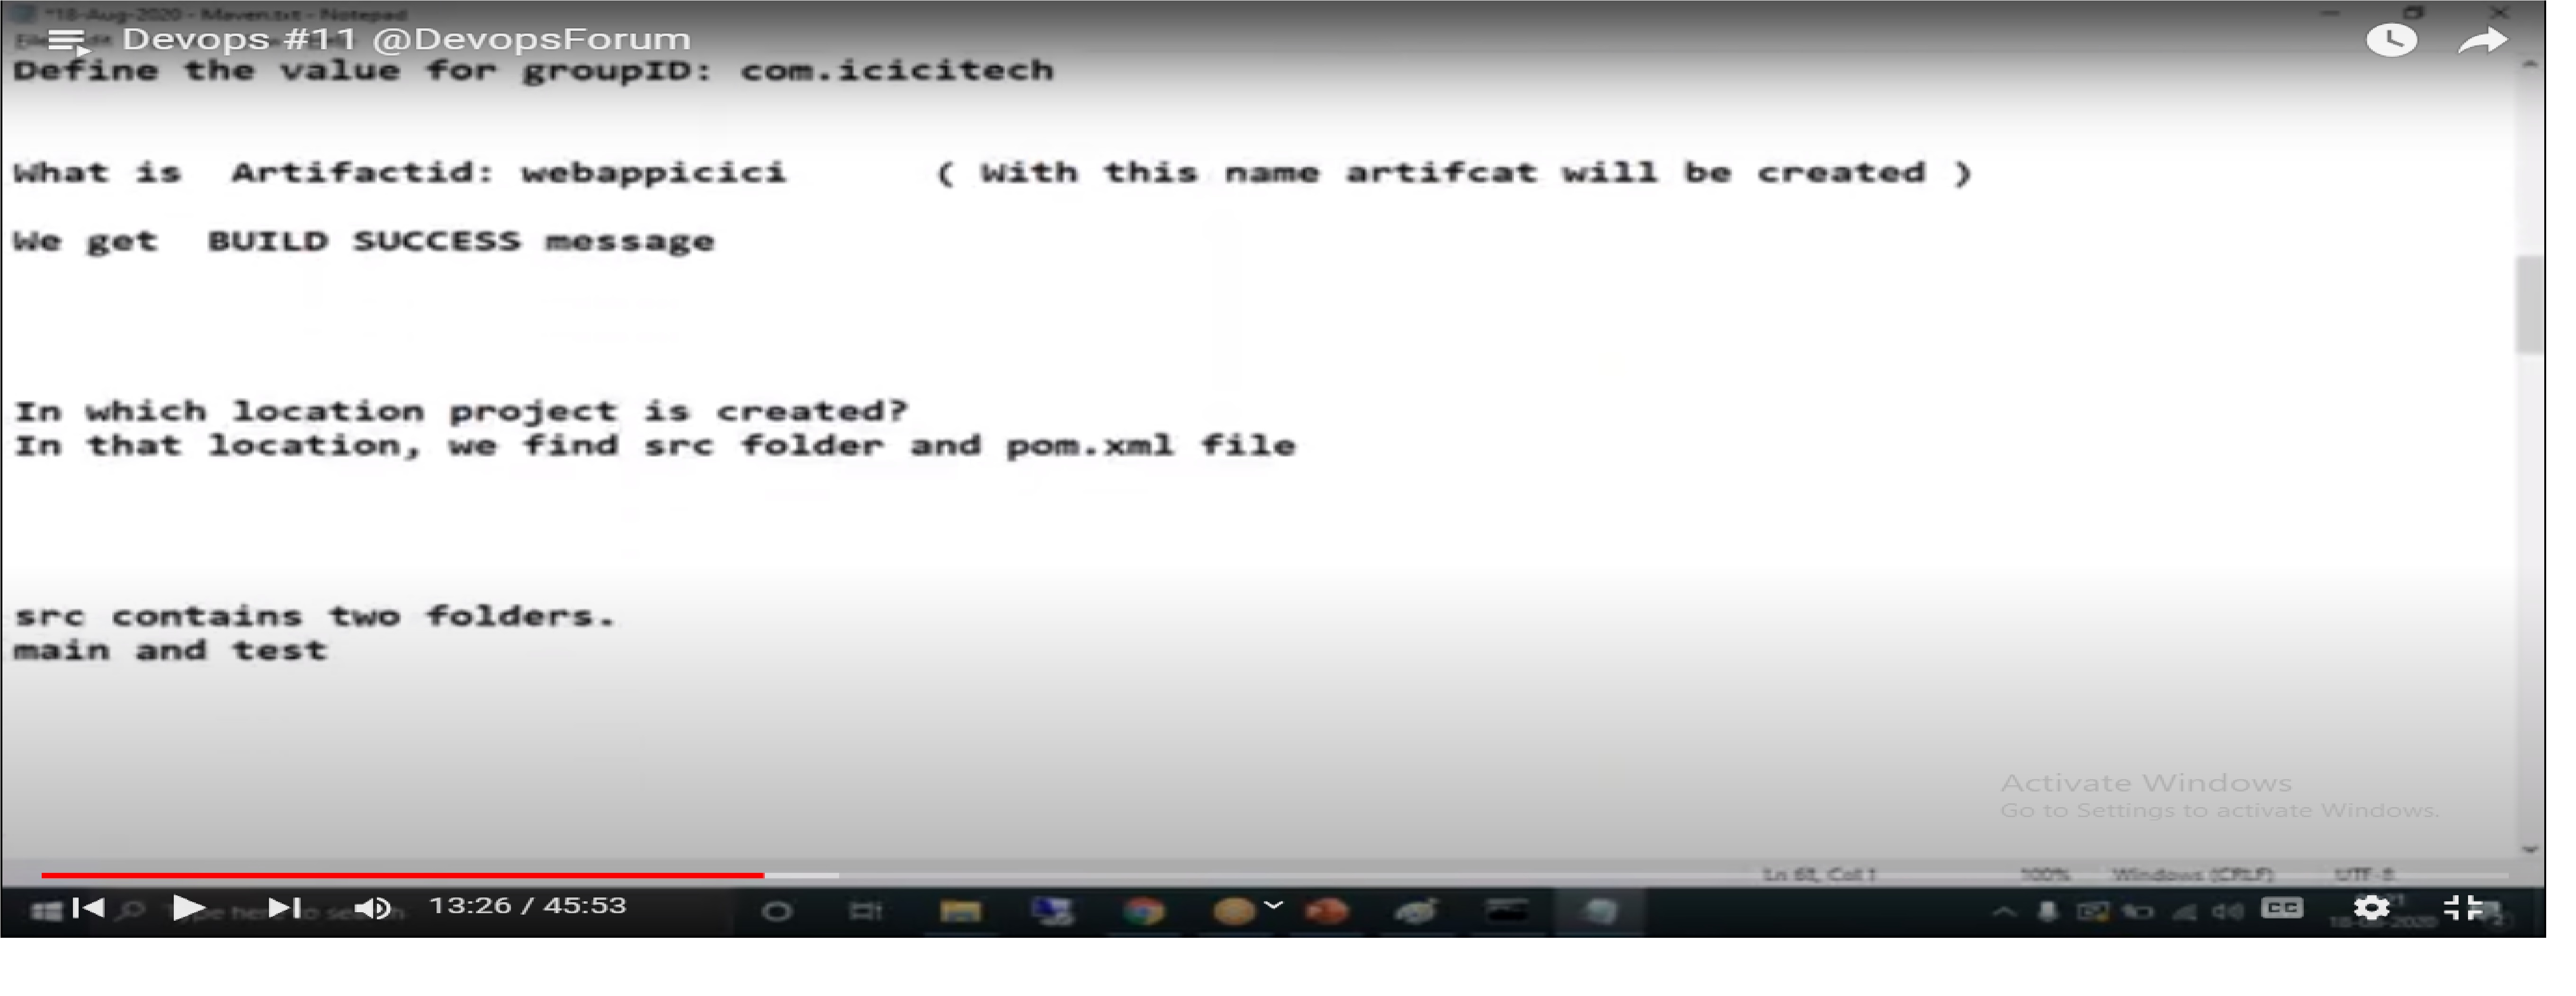 *18-Aug-2020 - Maven.txt - Notepad
Devops #11 @DevopsForum
Define the value for groupID: com.icicitech
What is Artifactid: webappicici ( With this name artifcat will be created )
We get BUILD SUCCESS message
In which location project is created?
In that location, we find src folder and pom.xml file
src contains two folders.
main and test
Activate Windows
Go to Settings to activate Windows.
Ln 68, Col 1 100% Windows (CRLF) UTF-8
13:26 / 45:53
CC